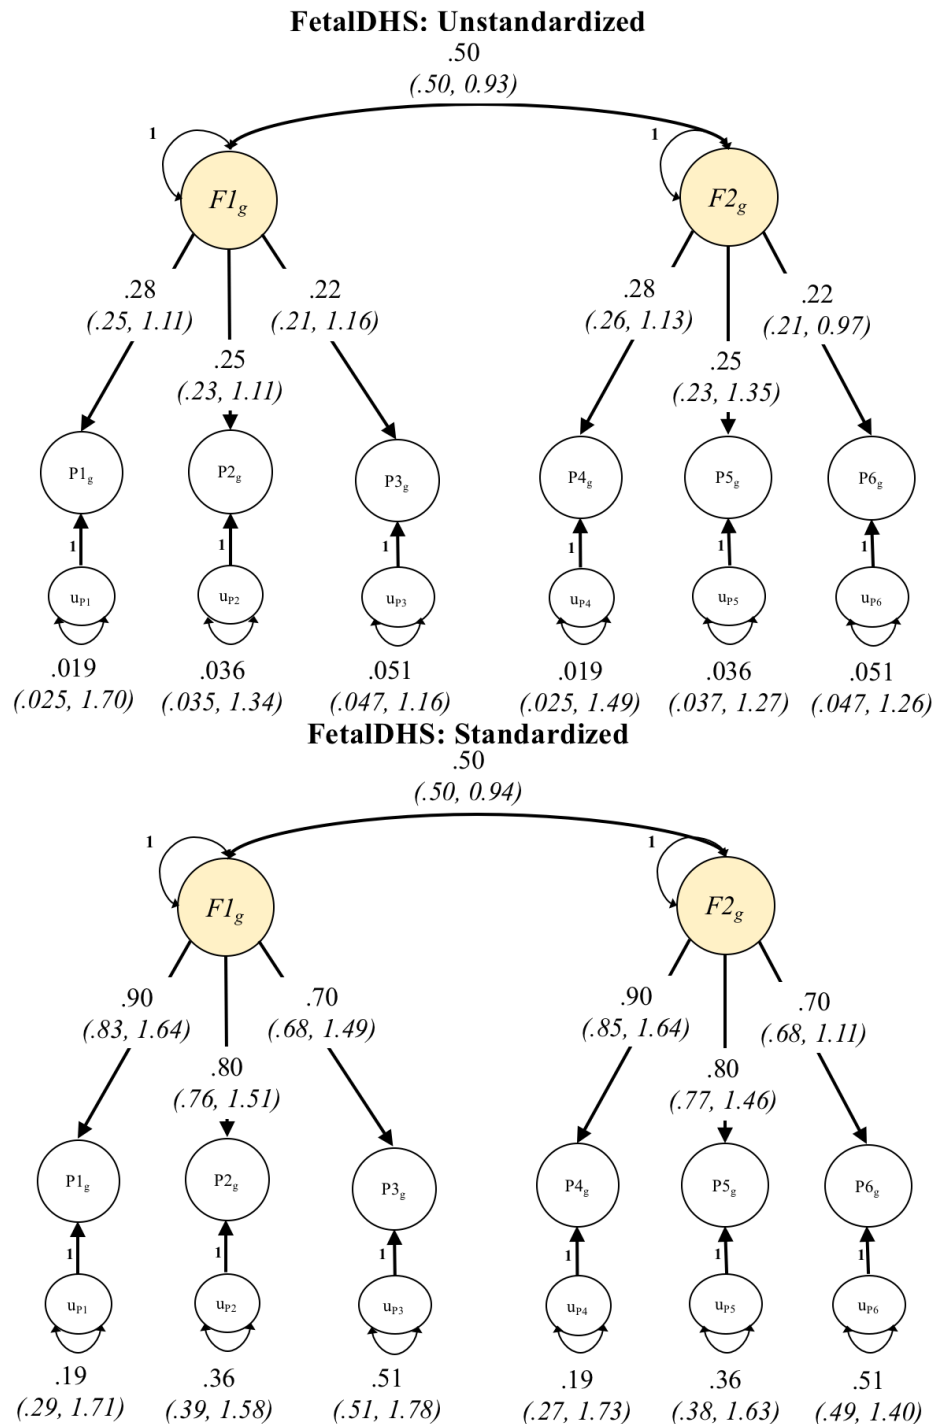 FetalDHS: Unstandardized
.50
(.50, 0.93)
1 1
F1g F2g
.28 .22 .28 .22
(.25, 1.11) (.21, 1.16) (.26, 1.13) (.21, 0.97)
.25 .25
(.23, 1.11) (.23, 1.35)
P1g P2g P3g P4g P5g P6g
1 1 1 1 1 1
uP1 uP2 uP3 uP4 uP5 uP6
.019 .036 .051 .019 .036 .051
(.025, 1.70) (.035, 1.34) (.047, 1.16) (.025, 1.49) (.037, 1.27) (.047, 1.26)
FetalDHS: Standardized
.50
(.50, 0.94)
1 1
F1g F2g
.90 .70 .90 .70
(.83, 1.64) (.68, 1.49) (.85, 1.64) (.68, 1.11)
.80 .80
(.76, 1.51) (.77, 1.46)
P1g P2g P3g P4g P5g P6g
1 1 1 1 1 1
uP1 uP2 uP3 uP4 uP5 uP6
.19 .36 .51 .19 .36 .51
(.29, 1.71) (.39, 1.58) (.51, 1.78) (.27, 1.73) (.38, 1.63) (.49, 1.40)